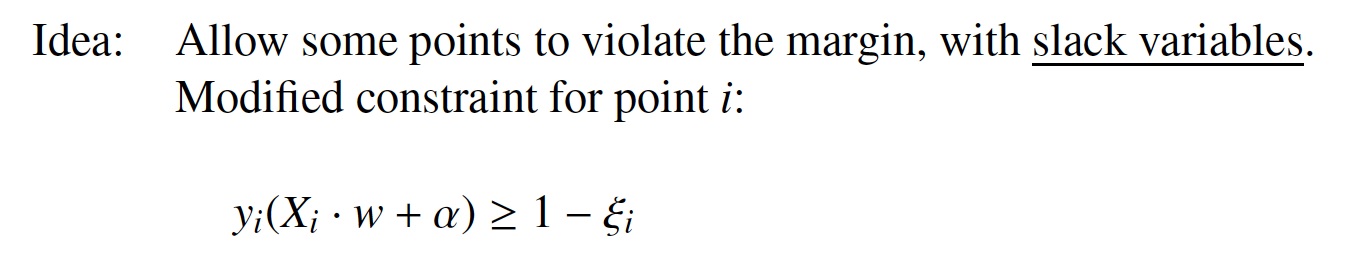 Idea: Allow some points to violate the margin, with slack variables.
Modified constraint for point i:
yᵢ(Xᵢ · w + α) ≥ 1 − ξᵢ